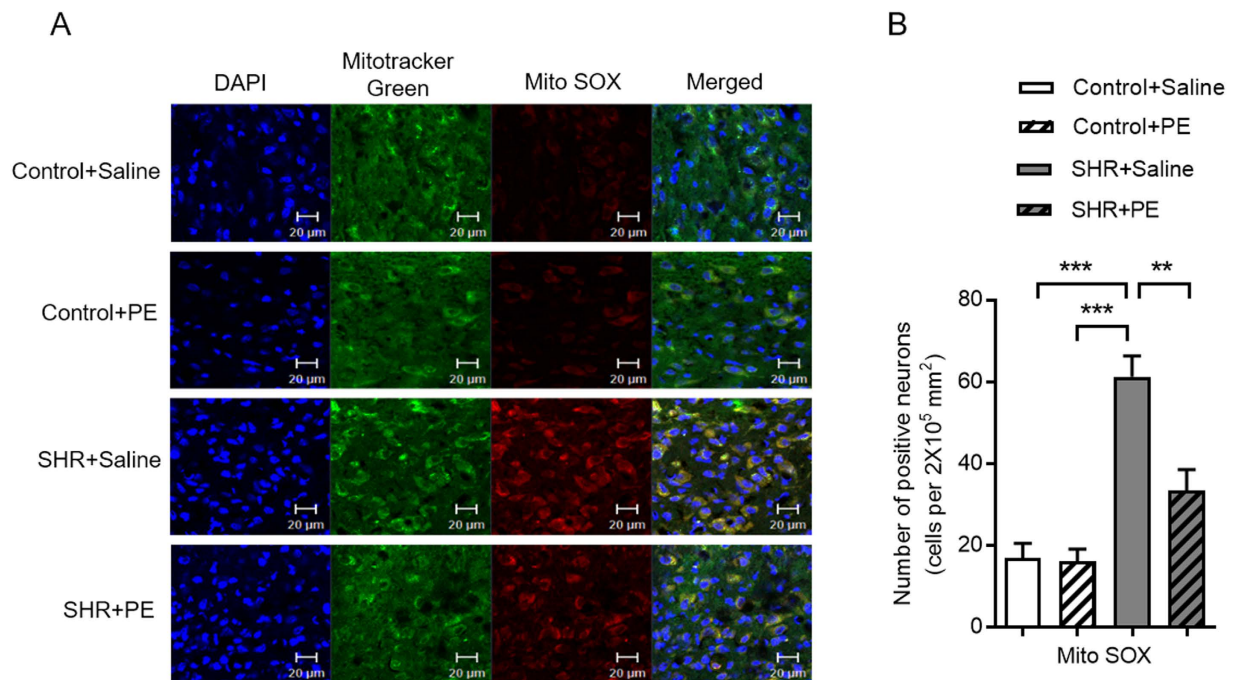 A
DAPI
Mitotracker
Green
Mito SOX
Merged
Control+Saline
20 μm
20 μm
20 μm
20 μm
Control+PE
20 μm
20 μm
20 μm
20 μm
SHR+Saline
20 μm
20 μm
20 μm
20 μm
SHR+PE
20 μm
20 μm
20 μm
20 μm
B
Control+Saline
Control+PE
SHR+Saline
SHR+PE
*** **
***
Number of positive neurons
(cells per 2X10⁵ mm²)
80
60
40
20
0
Mito SOX